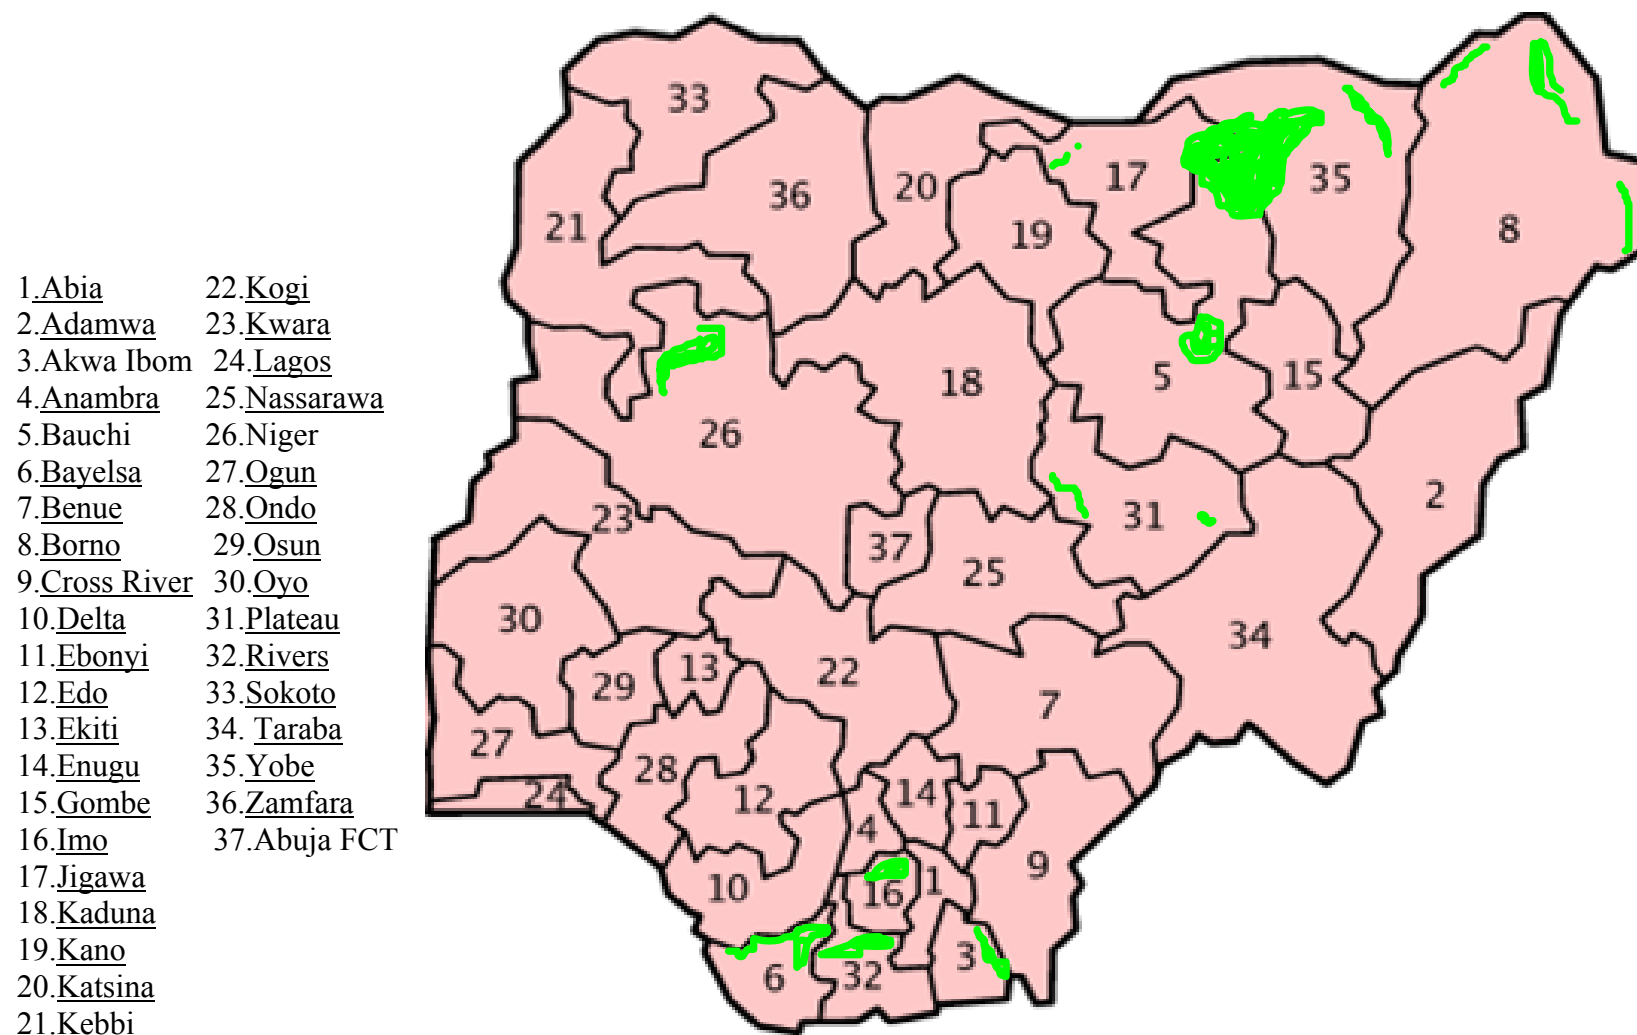 1.Abia 22.Kogi
2.Adamwa 23.Kwara
3.Akwa Ibom 24.Lagos
4.Anambra 25.Nassarawa
5.Bauchi 26.Niger
6.Bayelsa 27.Ogun
7.Benue 28.Ondo
8.Borno 29.Osun
9.Cross River 30.Oyo
10.Delta 31.Plateau
11.Ebonyi 32.Rivers
12.Edo 33.Sokoto
13.Ekiti 34. Taraba
14.Enugu 35.Yobe
15.Gombe 36.Zamfara
16.Imo 37.Abuja FCT
17.Jigawa
18.Kaduna
19.Kano
20.Katsina
21.Kebbi
33
36
20
17
35
21
19
8
18
5
15
26
2
23
31
37
25
30
34
13
22
29
7
27
28
24
12
14
11
4
9
10
16
1
3
6
32